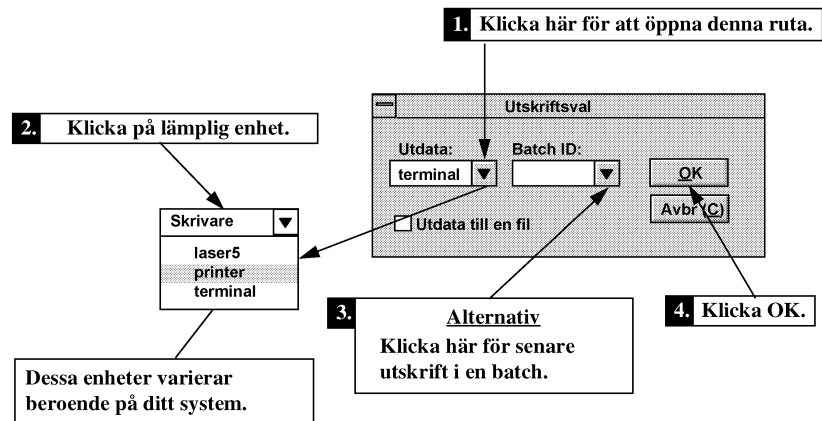 1. Klicka här för att öppna denna ruta.
2. Klicka på lämplig enhet.
Utskriftsval
Utdata:
Batch ID:
terminal
OK
Avbr (C)
Utdata till en fil
Skrivare
laser5
printer
terminal
3. Alternativ
Klicka här för senare
utskrift i en batch.
4. Klicka OK.
Dessa enheter varierar
beroende på ditt system.